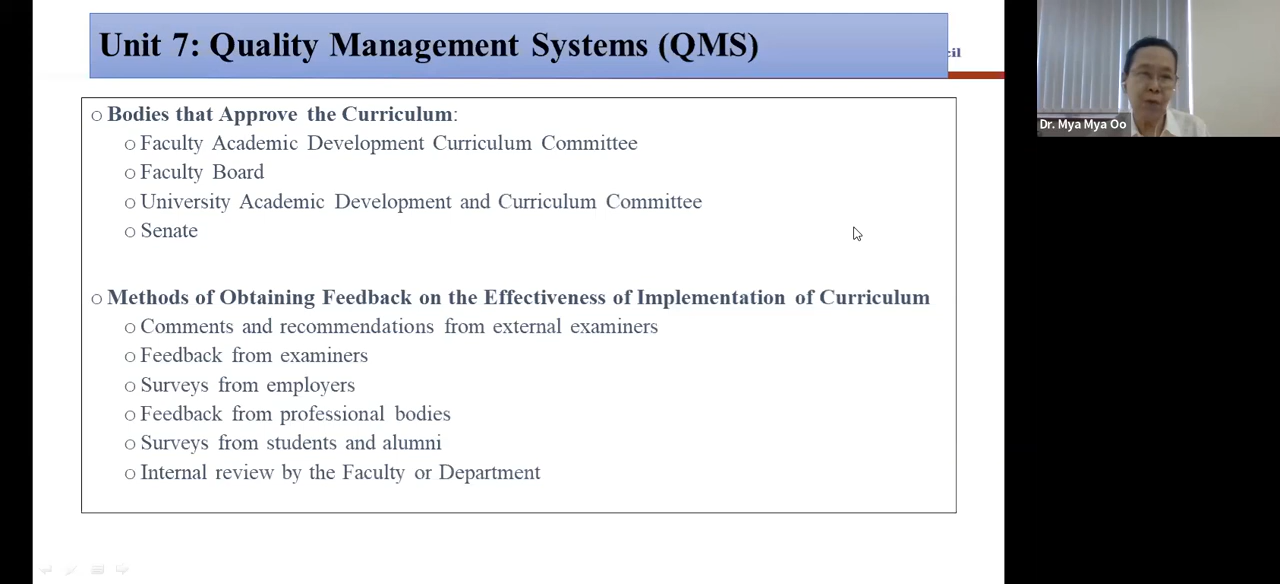 Unit 7: Quality Management Systems (QMS)
Bodies that Approve the Curriculum:
Faculty Academic Development Curriculum Committee
Faculty Board
University Academic Development and Curriculum Committee
Senate
Methods of Obtaining Feedback on the Effectiveness of Implementation of Curriculum
Comments and recommendations from external examiners
Feedback from examiners
Surveys from employers
Feedback from professional bodies
Surveys from students and alumni
Internal review by the Faculty or Department
Dr. Mya Mya Oo